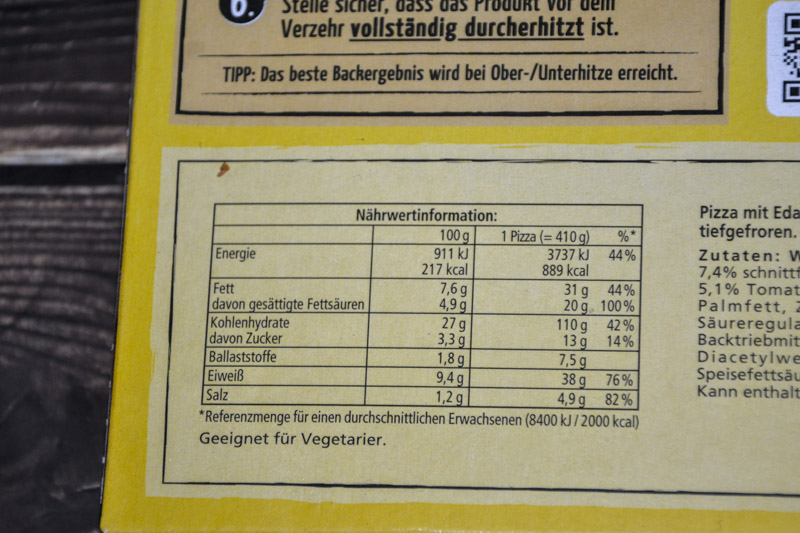 6. Stelle sicher, dass das Produkt vor dem
Verzehr vollständig durcherhitzt ist.
TIPP: Das beste Backergebnis wird bei Ober-/Unterhitze erreicht.
Nährwertinformation:
100 g 1 Pizza (= 410 g) %*
Energie 911 kJ 3737 kJ 44%
217 kcal 889 kcal
Fett 7,6 g 31 g 44%
davon gesättigte Fettsäuren 4,9 g 20 g 100%
Kohlenhydrate 27 g 110 g 42%
davon Zucker 3,3 g 13 g 14%
Ballaststoffe 1,8 g 7,5 g
Eiweiß 9,4 g 38 g 76%
Salz 1,2 g 4,9 g 82%
*Referenzmenge für einen durchschnittlichen Erwachsenen (8400 kJ / 2000 kcal)
Geeignet für Vegetarier.
Pizza mit Eda
tiefgefroren.
Zutaten: W
7,4% schnittf
5,1% Tomat
Palmfett, 
Säureregula
Backtriebmit
Diacetylwe
Speisefettsäu
Kann enthalt